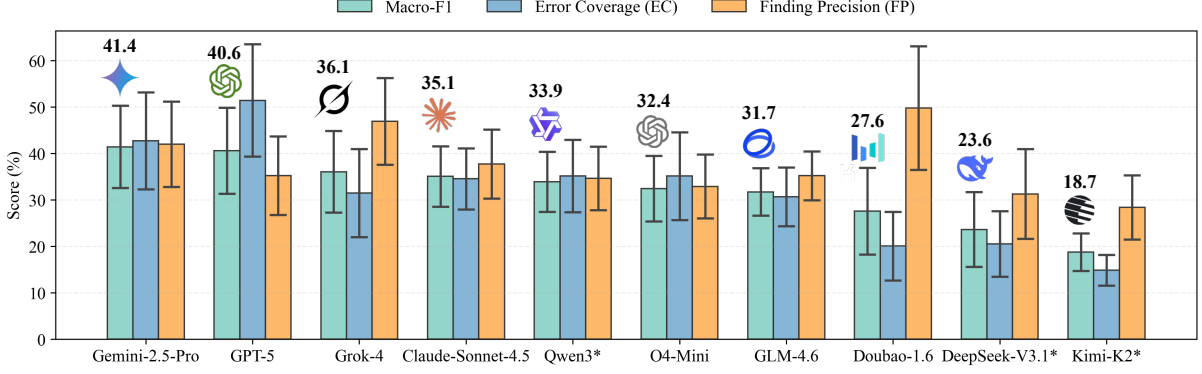 Macro-F1
Error Coverage (EC)
Finding Precision (FP)
Score (%)
60
50
40
30
20
10
0
41.4
40.6
36.1
35.1
33.9
32.4
31.7
27.6
23.6
18.7
Gemini-2.5-Pro
GPT-5
Grok-4
Claude-Sonnet-4.5
Qwen3*
O4-Mini
GLM-4.6
Doubao-1.6
DeepSeek-V3.1*
Kimi-K2*